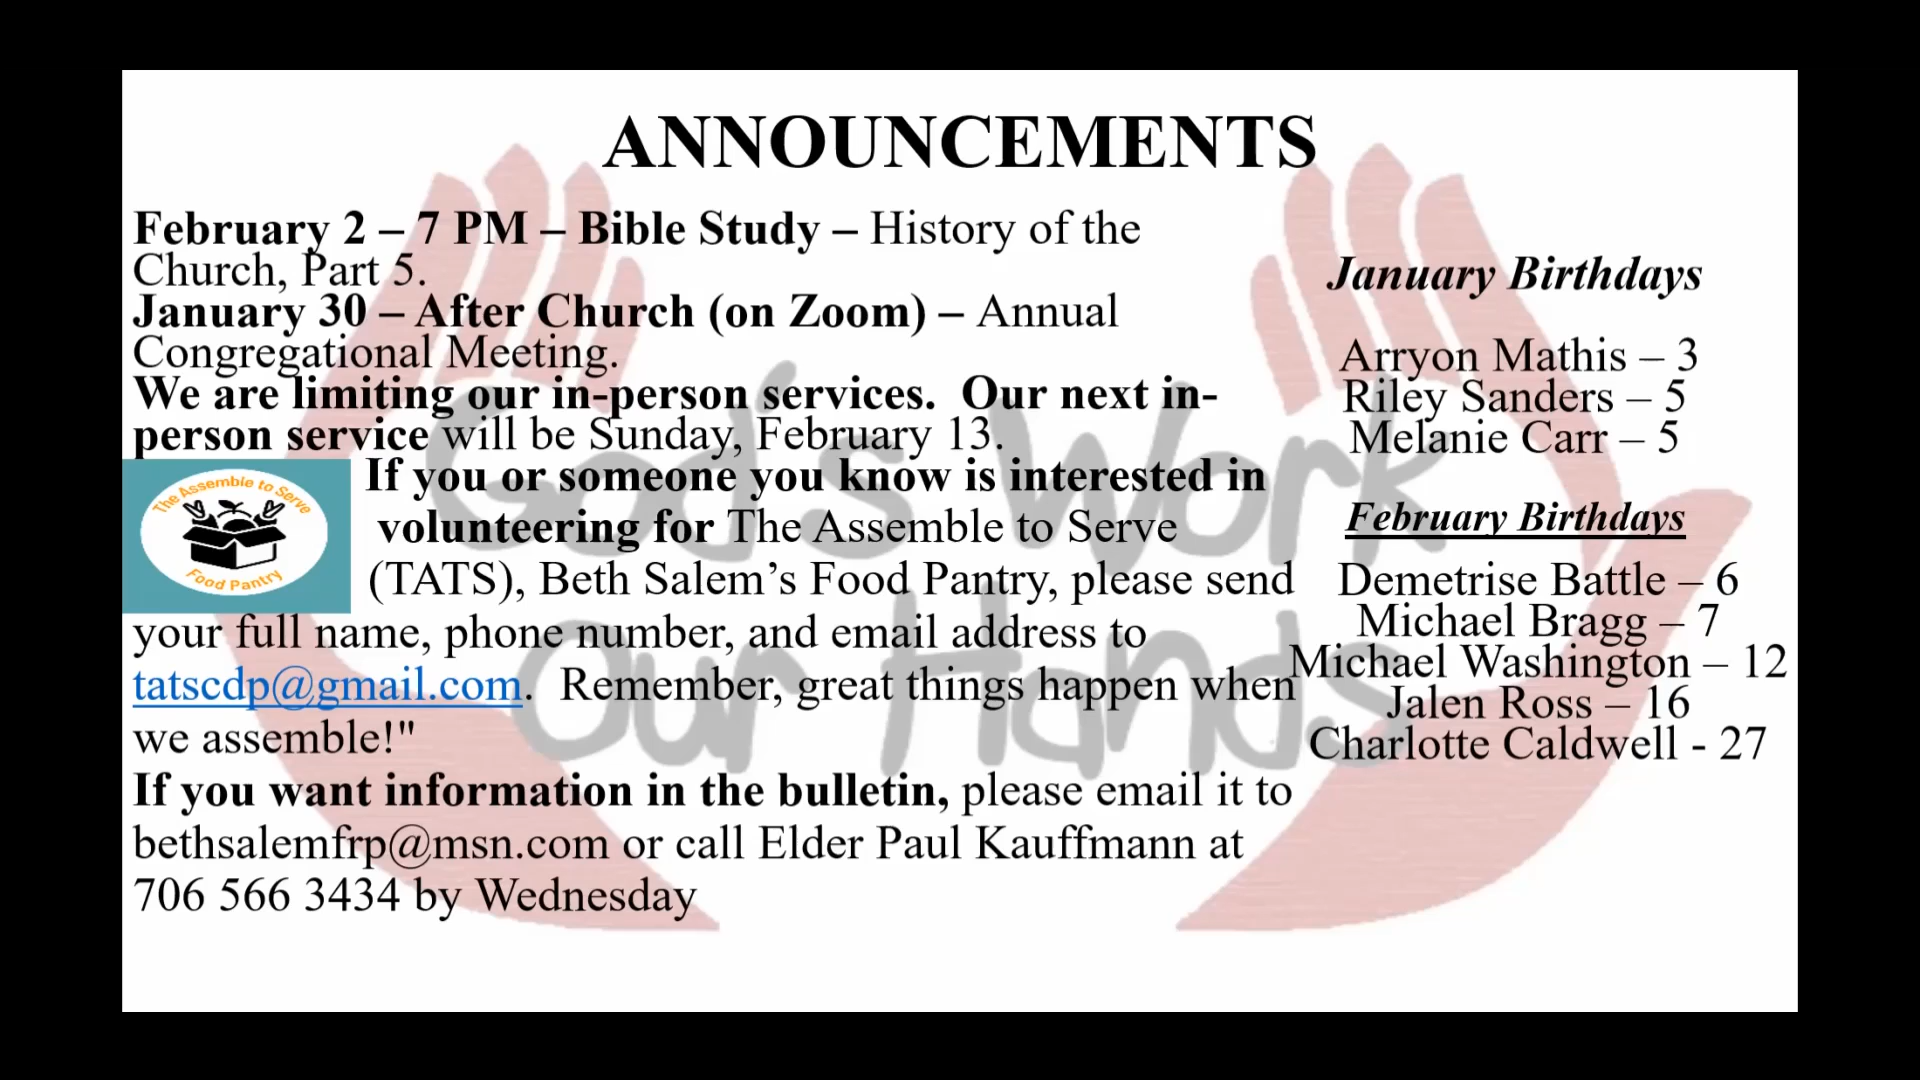 ANNOUNCEMENTS
February 2 – 7 PM – Bible Study – History of the
Church, Part 5.
January 30 – After Church (on Zoom) – Annual
Congregational Meeting.
We are limiting our in-person services.  Our next in-
person service will be Sunday, February 13.
The Assemble to Serve
Food Pantry
If you or someone you know is interested in
volunteering for The Assemble to Serve
(TATS), Beth Salem’s Food Pantry, please send
your full name, phone number, and email address to
tatscdp@gmail.com.  Remember, great things happen when
we assemble!"
If you want information in the bulletin, please email it to
bethsalemfrp@msn.com or call Elder Paul Kauffmann at
706 566 3434 by Wednesday
January Birthdays
Arryon Mathis – 3
Riley Sanders – 5
Melanie Carr – 5
February Birthdays
Demetrise Battle – 6
Michael Bragg – 7
Michael Washington – 12
Jalen Ross – 16
Charlotte Caldwell - 27
God's Work
Our Hands